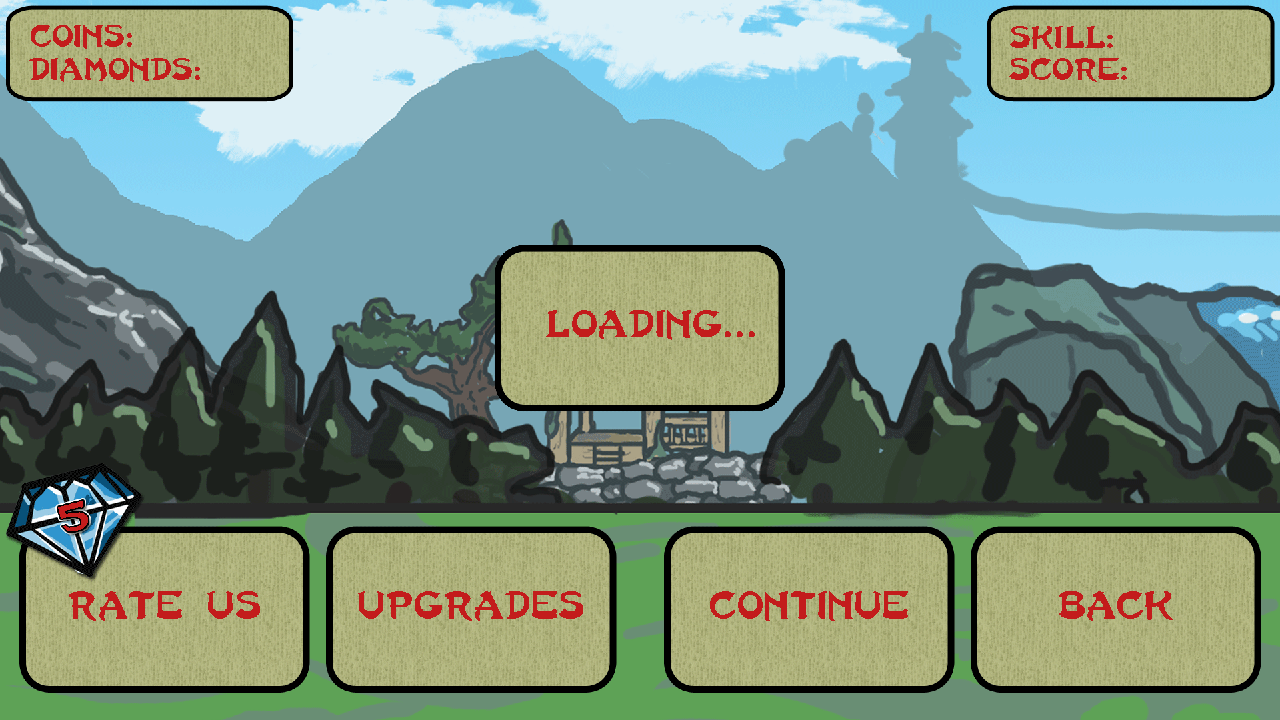 COINS:
DIAMONDS:
SKILL:
SCORE:
LOADING...
5
RATE US
UPGRADES
CONTINUE
BACK